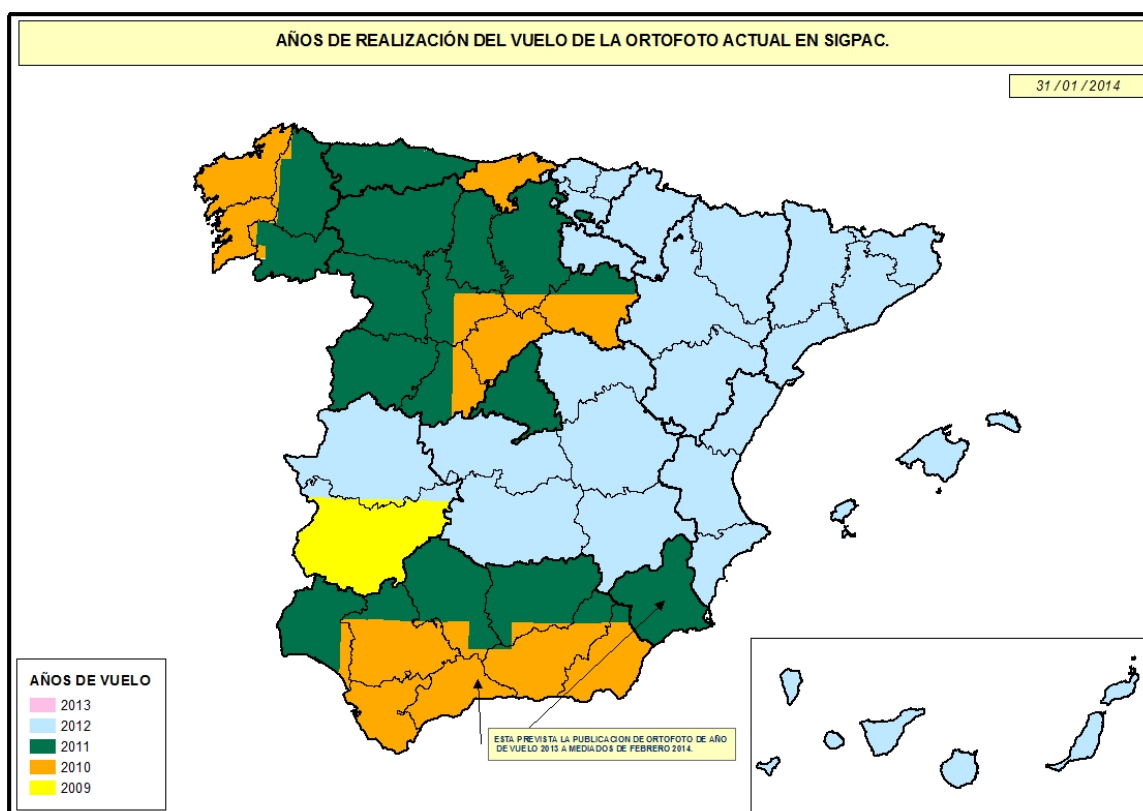 AÑOS DE REALIZACIÓN DEL VUELO DE LA ORTOFOTO ACTUAL EN SIGPAC.
31 / 01 / 2014
AÑOS DE VUELO
2013
2012
2011
2010
2009
ESTA PREVISTA LA PUBLICACION DE ORTOFOTO DE AÑO
DE VUELO 2013 A MEDIADOS DE FEBRERO 2014.